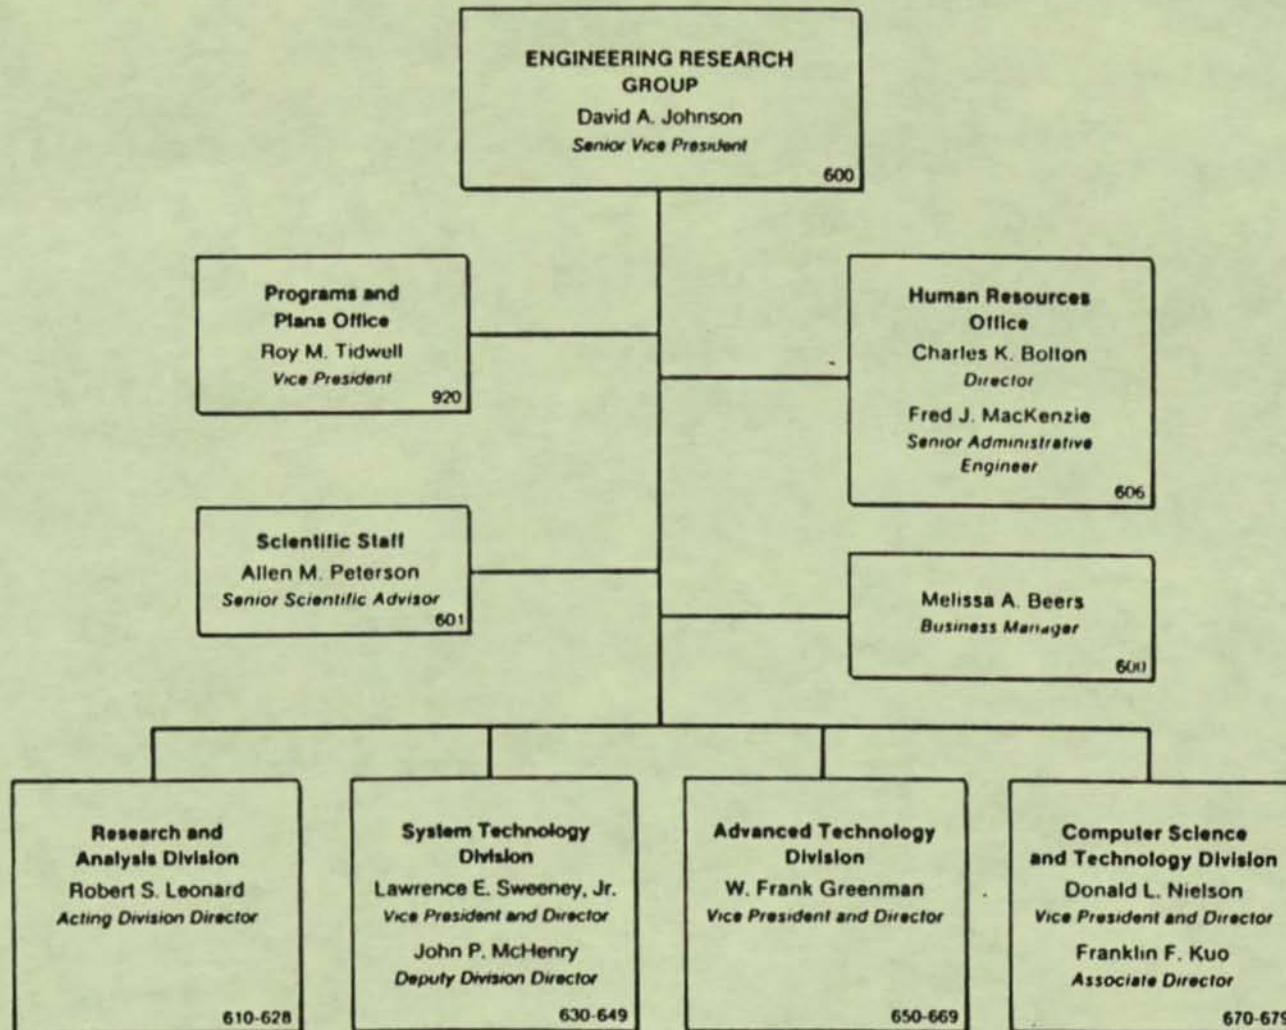 ENGINEERING RESEARCH
GROUP
David A. Johnson
Senior Vice President
600
Programs and
Plans Office
Roy M. Tidwell
Vice President
920
Human Resources
Office
Charles K. Bolton
Director
Fred J. MacKenzie
Senior Administrative
Engineer
606
Scientific Staff
Allen M. Peterson
Senior Scientific Advisor
601
Melissa A. Beers
Business Manager
600
Research and
Analysis Division
Robert S. Leonard
Acting Division Director
610-628
System Technology
Division
Lawrence E. Sweeney, Jr.
Vice President and Director
John P. McHenry
Deputy Division Director
630-649
Advanced Technology
Division
W. Frank Greenman
Vice President and Director
650-669
Computer Science
and Technology Division
Donald L. Nielson
Vice President and Director
Franklin F. Kuo
Associate Director
670-679